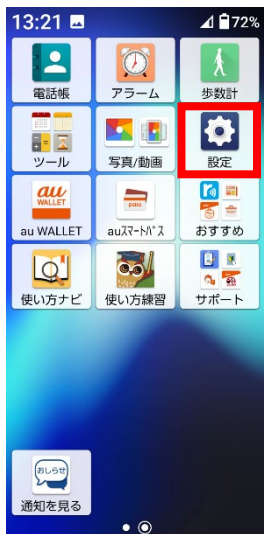 13:21 72%
電話帳 アラーム 歩数計
ツール 写真/動画 設定
au
WALLET
pass
au WALLET auスマートパス おすすめ
使い方ナビ 使い方練習 サポート
おしらせ
通知を見る